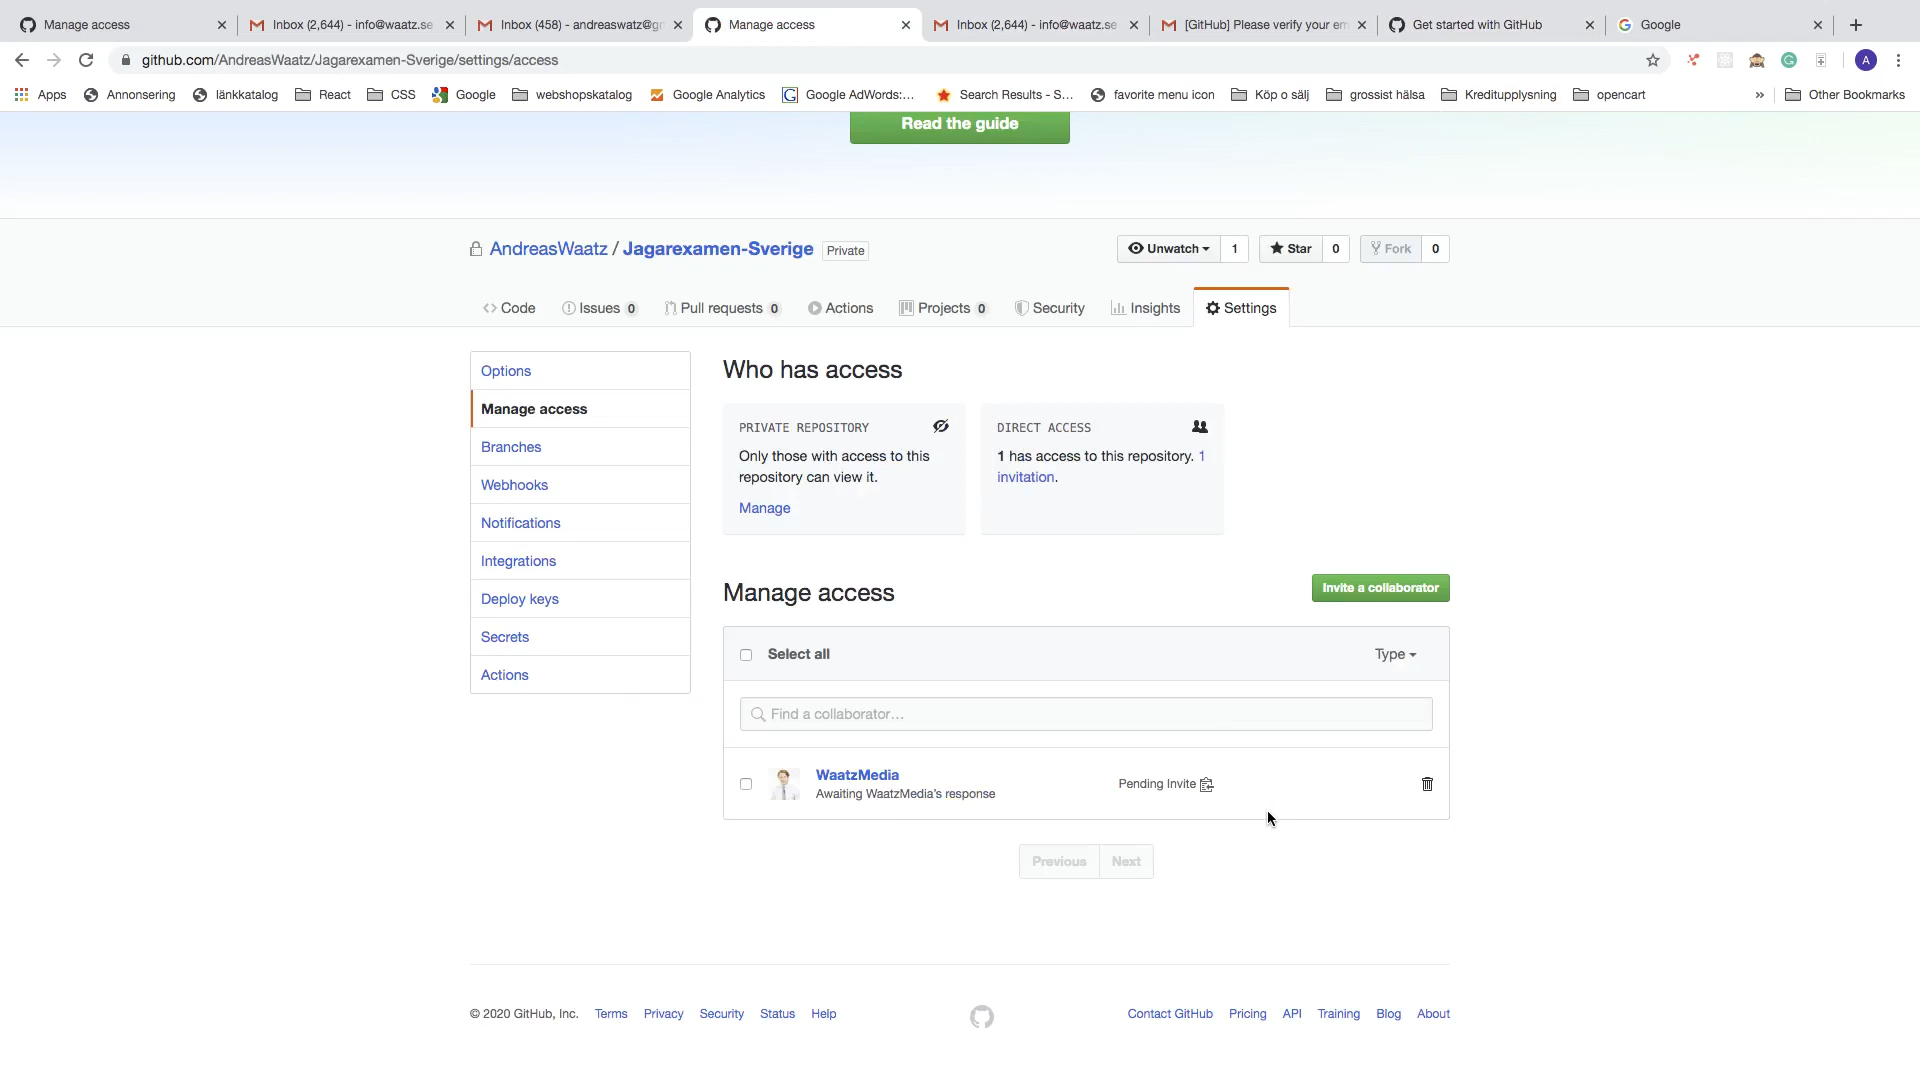 Manage access
Inbox (2,644) - info@waatz.se
Inbox (458) - andreaswatz@gr
Manage access
Inbox (2,644) - info@waatz.se
[GitHub] Please verify your em
Get started with GitHub
Google
github.com/AndreasWaatz/Jagarexamen-Sverige/settings/access
A
Apps
Annonsering
länkkatalog
React
CSS
Google
webshopskatalog
Google Analytics
Google AdWords:...
Search Results - S...
favorite menu icon
Köp o sälj
grossist hälsa
Kreditupplysning
opencart
»
Other Bookmarks
Read the guide
AndreasWaatz / Jagarexamen-Sverige Private
Unwatch 1
Star 0
Fork 0
Code
Issues 0
Pull requests 0
Actions
Projects 0
Security
Insights
Settings
Options
Manage access
Branches
Webhooks
Notifications
Integrations
Deploy keys
Secrets
Actions
Who has access
PRIVATE REPOSITORY
Only those with access to this
repository can view it.
Manage
DIRECT ACCESS
1 has access to this repository. 1
invitation.
Manage access
Invite a collaborator
Select all
Type
Find a collaborator...
WaatzMedia
Awaiting WaatzMedia's response
Pending Invite
Previous
Next
© 2020 GitHub, Inc.
Terms
Privacy
Security
Status
Help
Contact GitHub
Pricing
API
Training
Blog
About